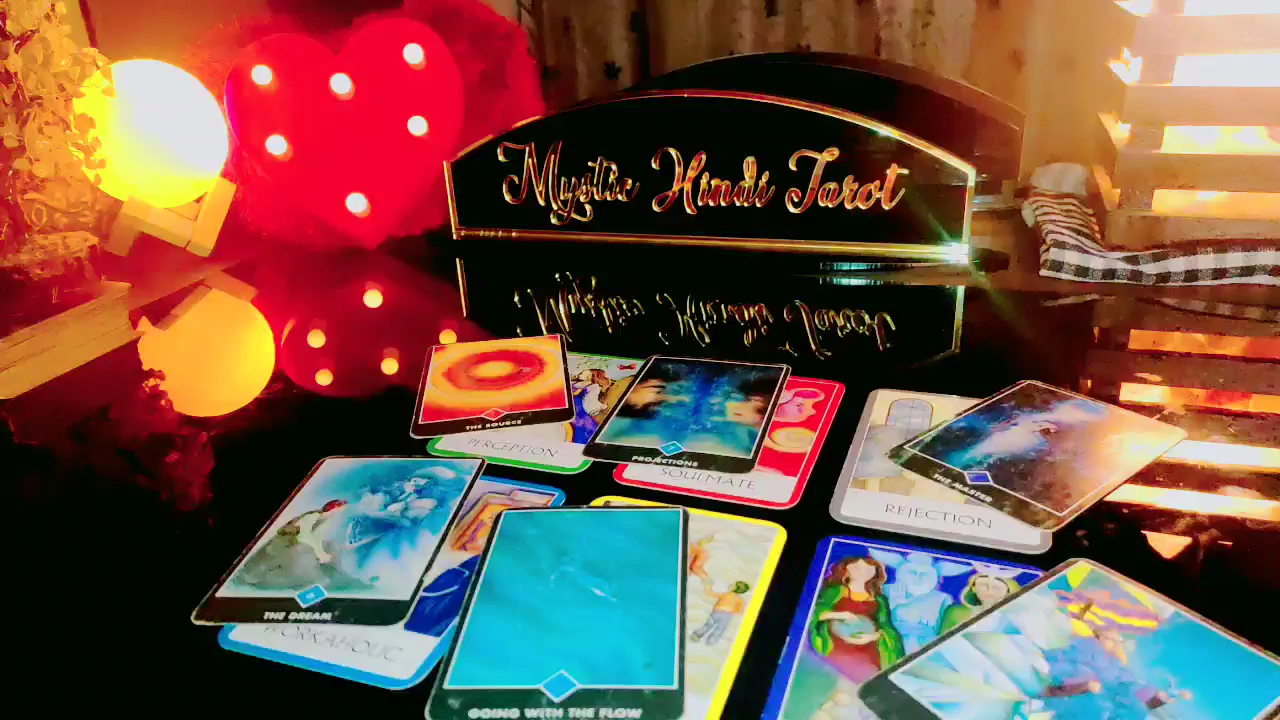 Mystic Hindi Tarot
THE SOURCE
PERCEPTION
PROJECTIONS
SOULMATE
THE MASTER
REJECTION
THE DREAM
WORKAHOLIC
GOING WITH THE FLOW